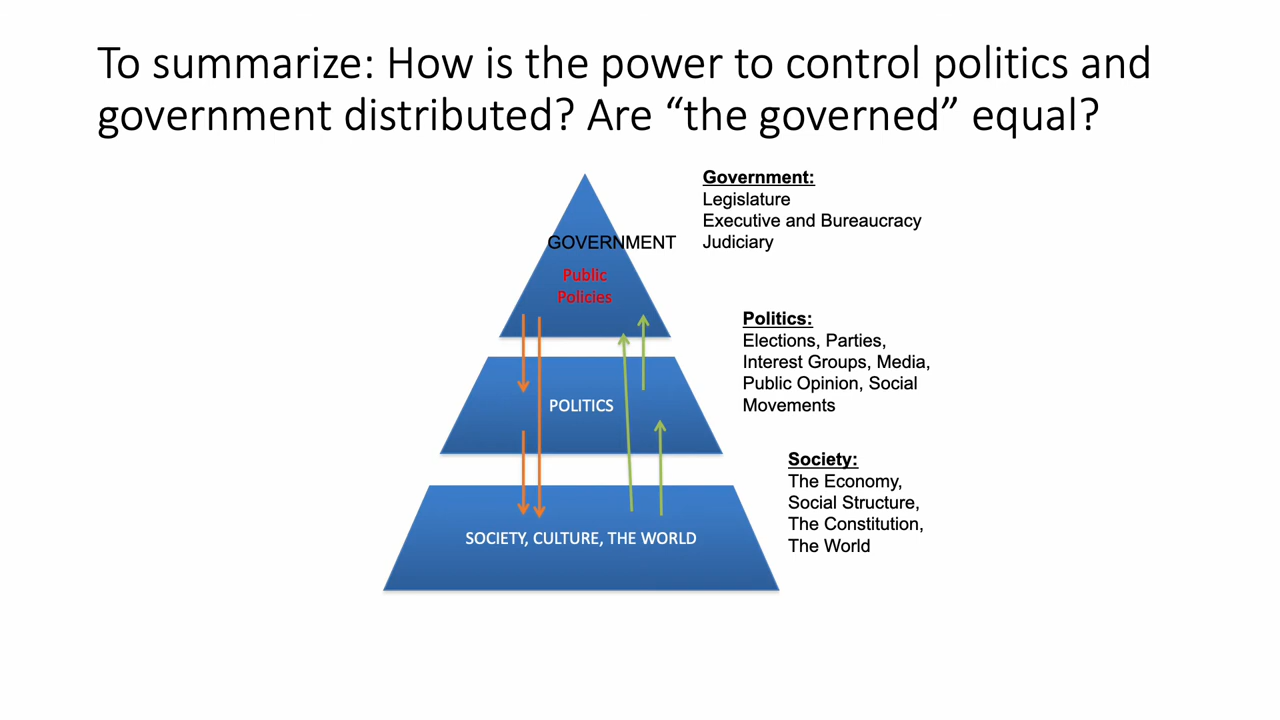 To summarize: How is the power to control politics and
government distributed? Are “the governed” equal?
Government:
Legislature
Executive and Bureaucracy
Judiciary
GOVERNMENT
Public
Policies
Politics:
Elections, Parties,
Interest Groups, Media,
Public Opinion, Social
Movements
POLITICS
Society:
The Economy,
Social Structure,
The Constitution,
The World
SOCIETY, CULTURE, THE WORLD